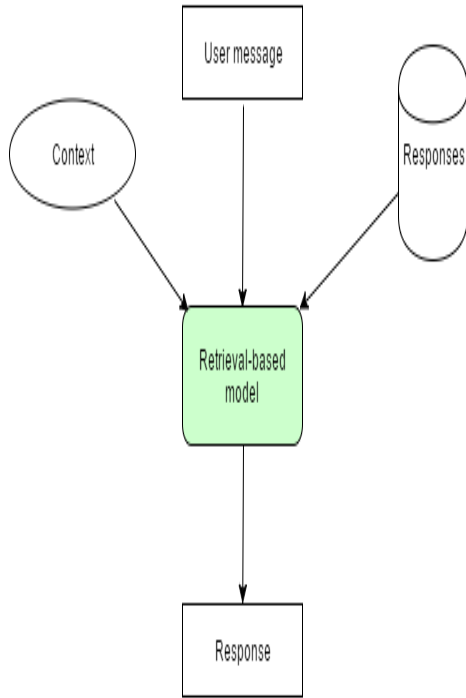 User message
Context
Responses
Retrieval-based
model
Response